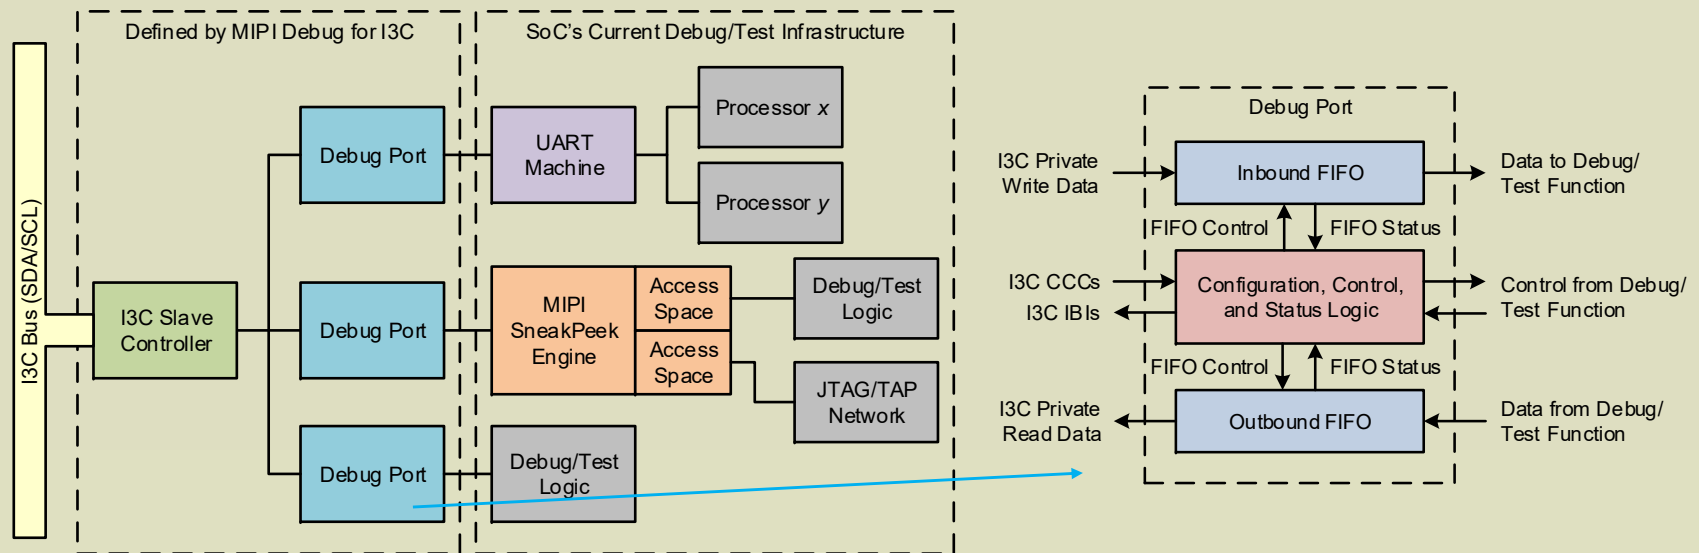 Defined by MIPI Debug for I3C
SoC's Current Debug/Test Infrastructure
I3C Bus (SDA/SCL)
I3C Slave
Controller
Debug Port
Debug Port
Debug Port
UART
Machine
Processor x
Processor y
MIPI
SneakPeek
Engine
Access
Space
Access
Space
Debug/Test
Logic
JTAG/TAP
Network
Debug/Test
Logic
Debug Port
I3C Private
Write Data
Inbound FIFO
Data to Debug/
Test Function
FIFO Control
FIFO Status
I3C CCCs
I3C IBIs
Configuration, Control,
and Status Logic
Control from Debug/
Test Function
FIFO Control
FIFO Status
I3C Private
Read Data
Outbound FIFO
Data from Debug/
Test Function